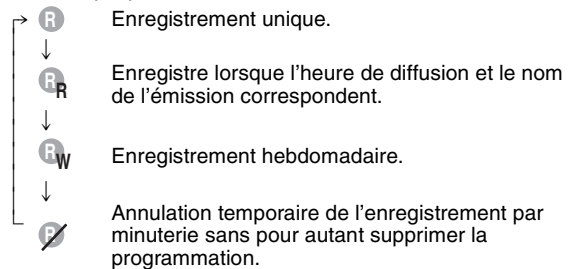 R Enregistrement unique.
R R Enregistre lorsque l'heure de diffusion et le nom
de l'émission correspondent.
R W Enregistrement hebdomadaire.
R Annulation temporaire de l'enregistrement par
minuterie sans pour autant supprimer la
programmation.